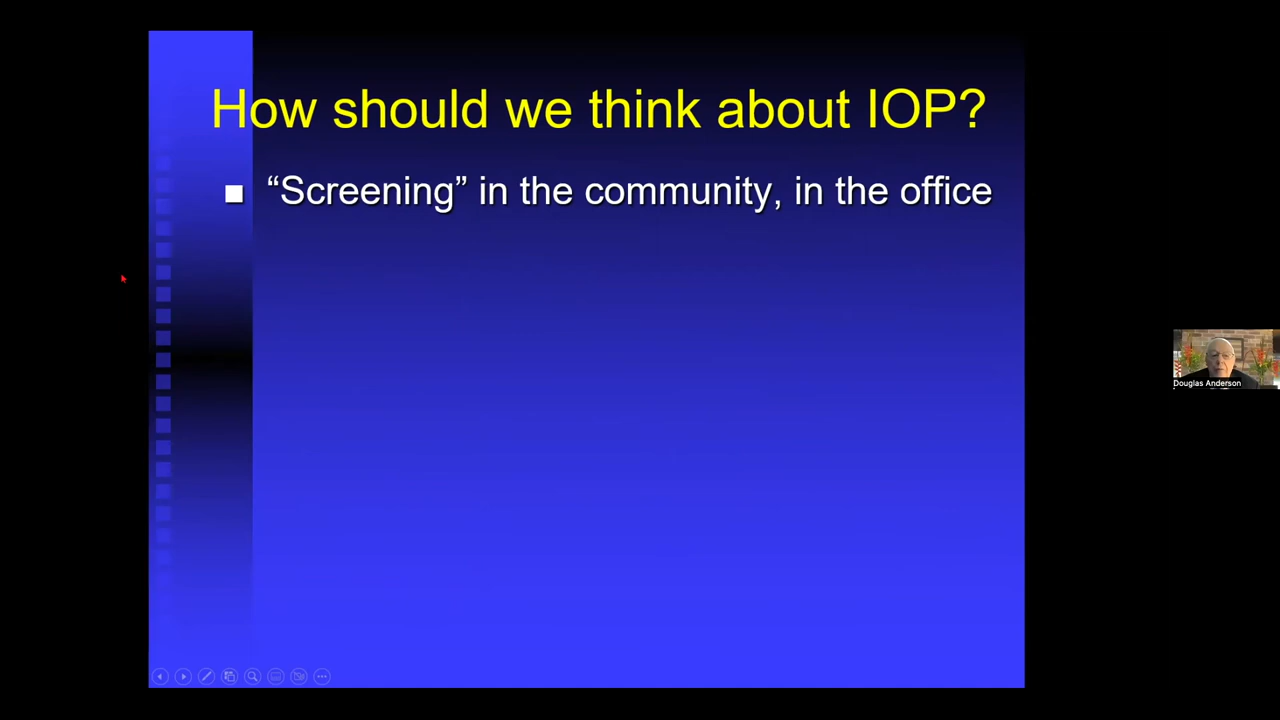 How should we think about IOP?
“Screening” in the community, in the office
Douglas Anderson